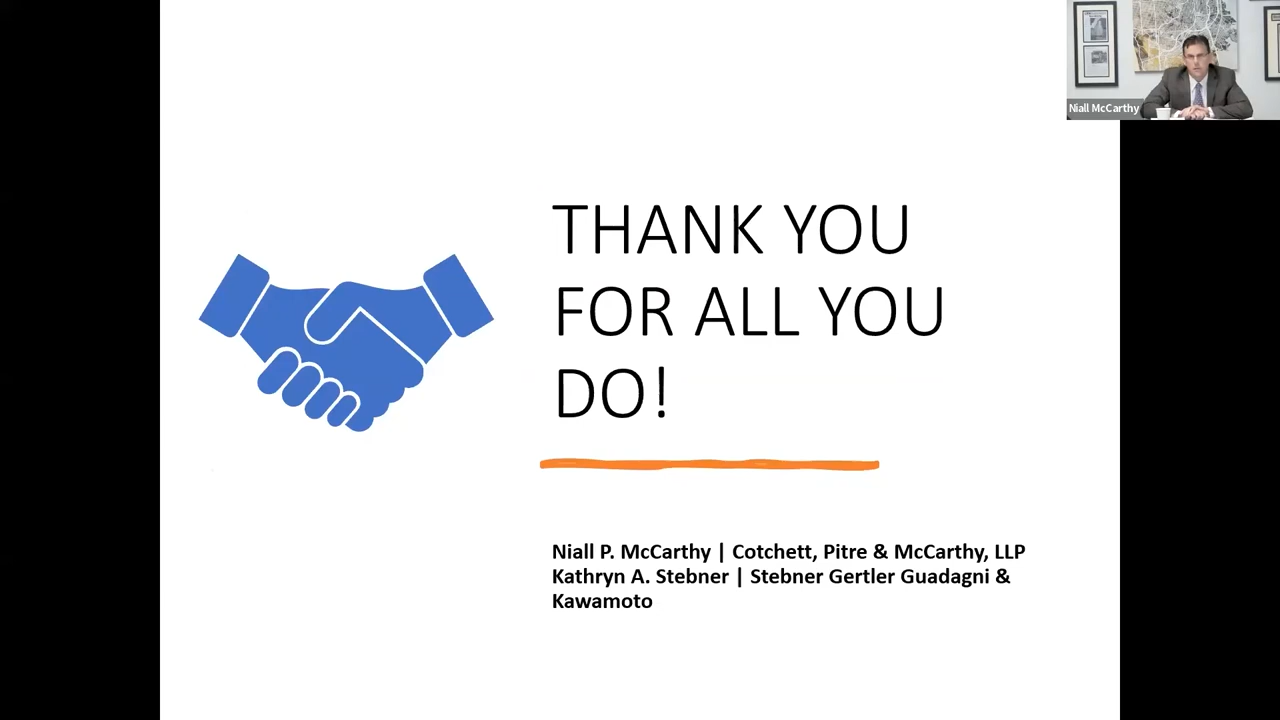 Niall McCarthy
THANK YOU
FOR ALL YOU
DO!
Niall P. McCarthy | Cotchett, Pitre & McCarthy, LLP
Kathryn A. Stebner | Stebner Gertler Guadagni &
Kawamoto